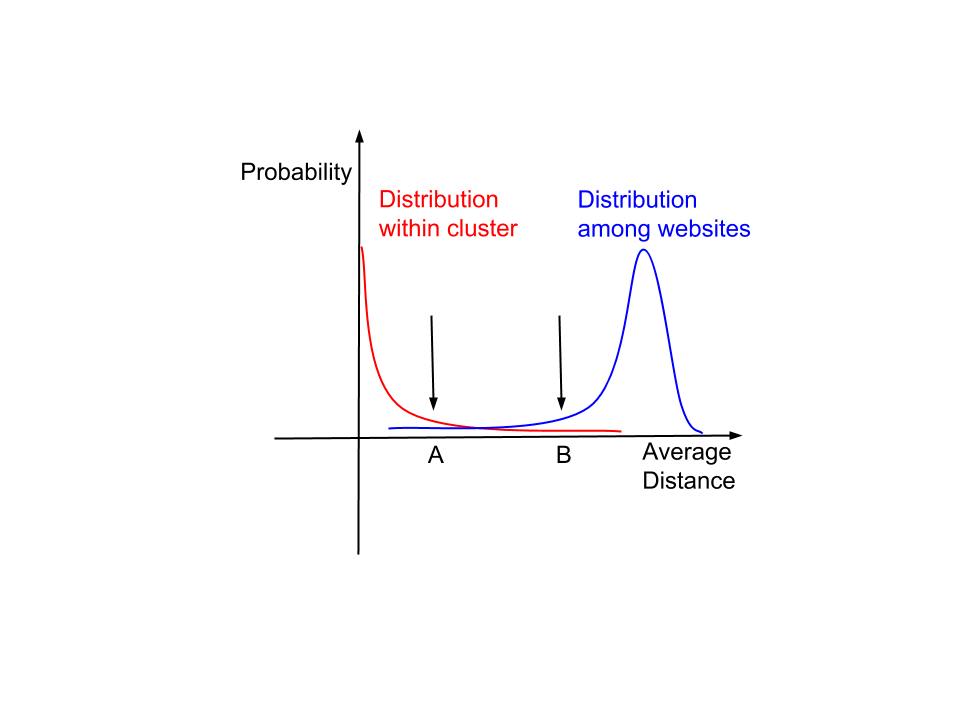 Probability
Distribution
within cluster
Distribution
among websites
A
B
Average
Distance